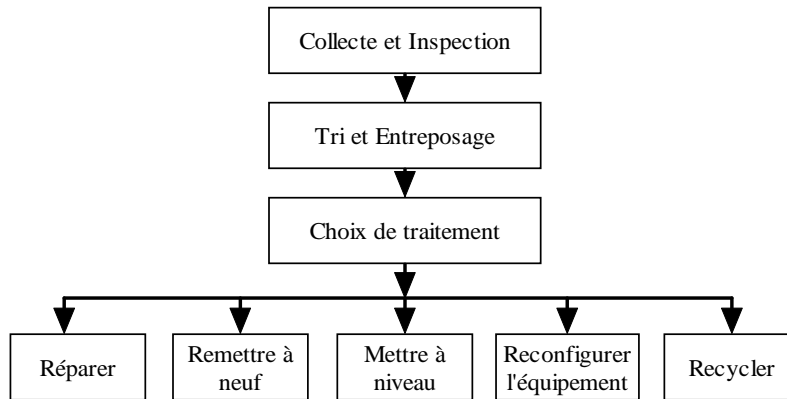 Collecte et Inspection
Tri et Entreposage
Choix de traitement
Réparer
Remettre à
neuf
Mettre à
niveau
Reconfigurer
l'équipement
Recycler